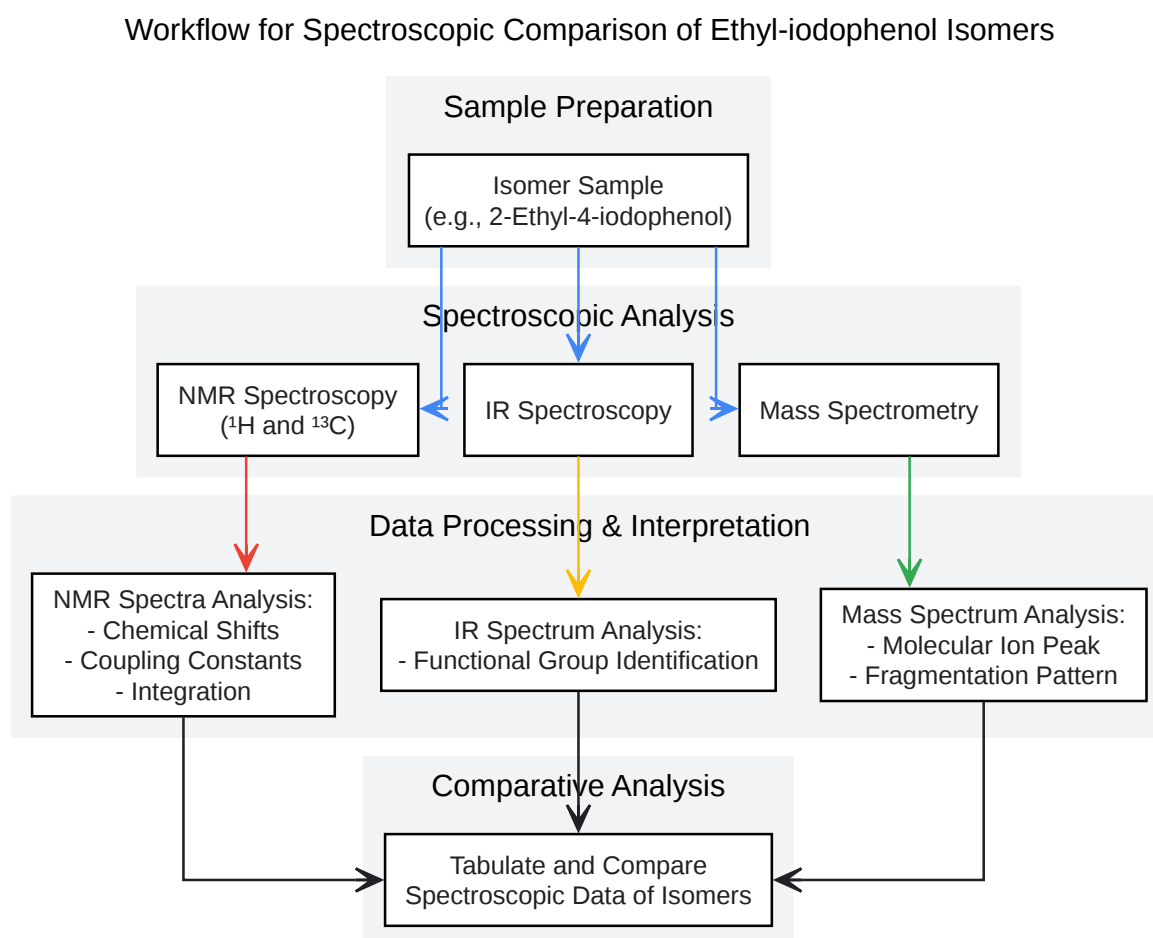 Workflow for Spectroscopic Comparison of Ethyl-iodophenol Isomers
Sample Preparation
Isomer Sample
(e.g., 2-Ethyl-4-iodophenol)
Spectroscopic Analysis
NMR Spectroscopy
(¹H and ¹³C)
IR Spectroscopy
Mass Spectrometry
Data Processing & Interpretation
NMR Spectra Analysis:
- Chemical Shifts
- Coupling Constants
- Integration
IR Spectrum Analysis:
- Functional Group Identification
Mass Spectrum Analysis:
- Molecular Ion Peak
- Fragmentation Pattern
Comparative Analysis
Tabulate and Compare
Spectroscopic Data of Isomers